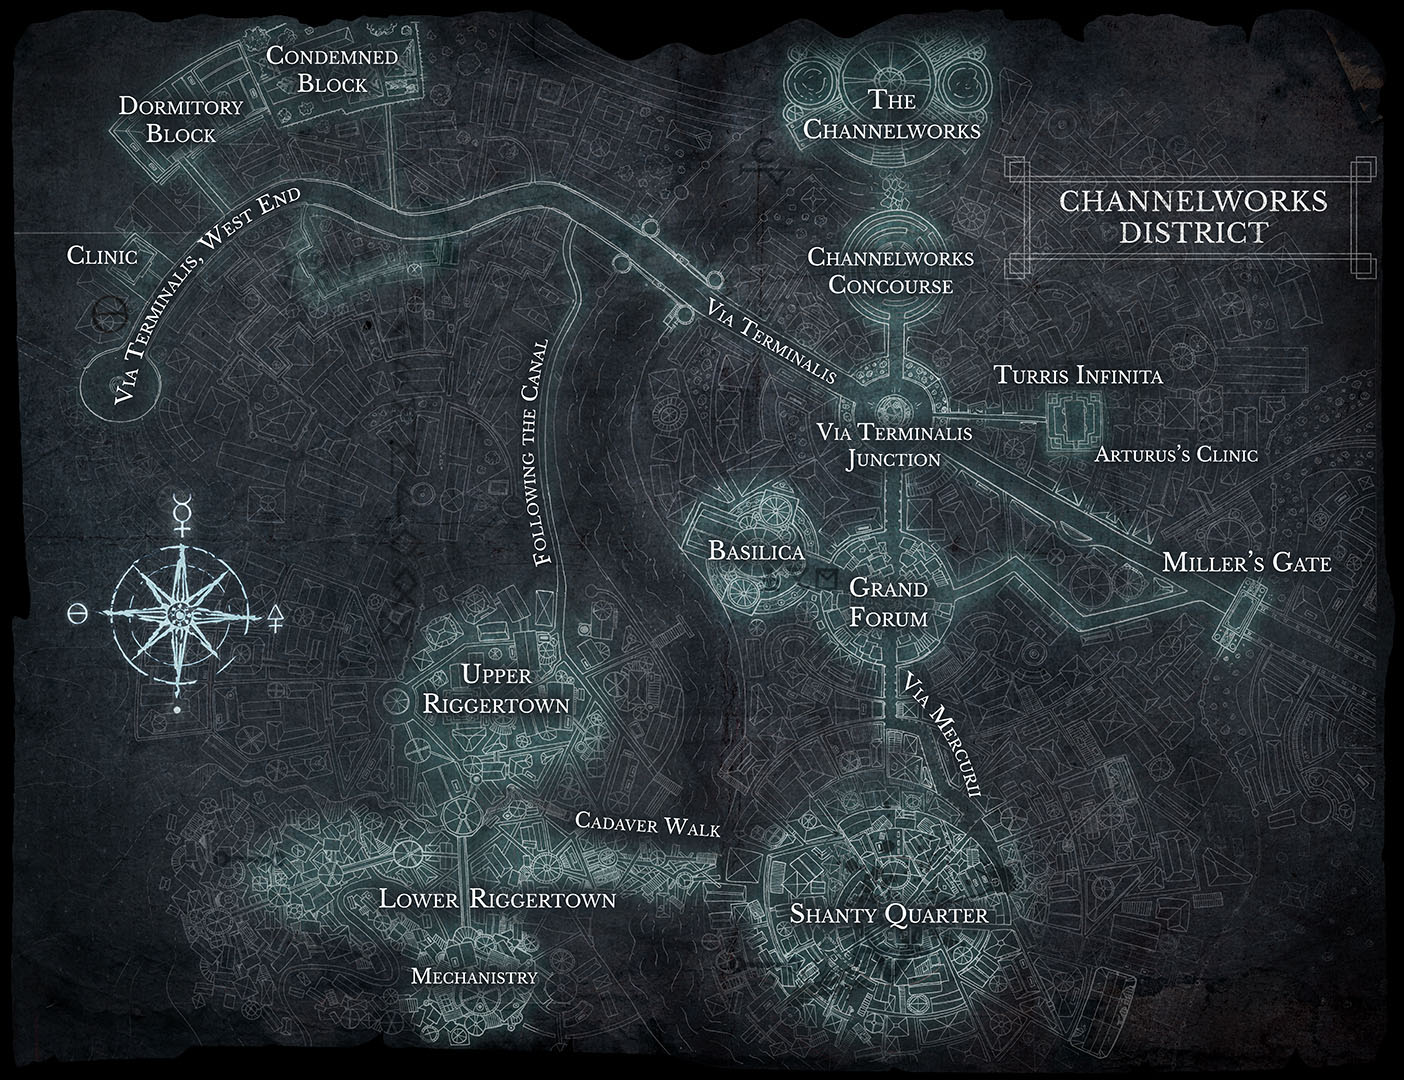 Condemned
Block
Dormitory
Block
The
Channelworks
Channelworks
District
Via Terminalis, West End
Clinic
Channelworks
Concourse
Via Terminalis
Following the Canal
Turris Infinita
Via Terminalis
Junction
Arturus's Clinic
Basilica
Grand
Forum
Miller's Gate
Upper
Riggertown
Via Mercurii
Cadaver Walk
Lower Riggertown
Shanty Quarter
Mechanistry